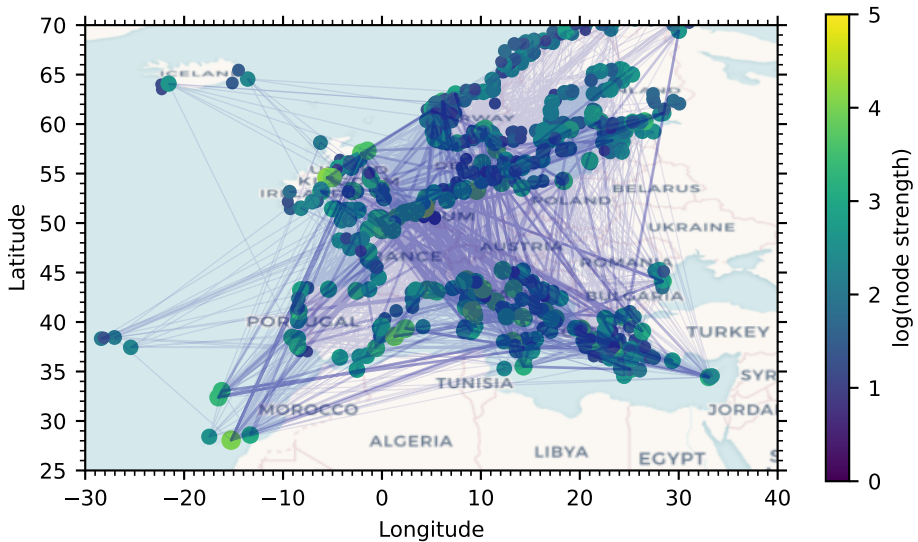 70
65
60
55
50
45
40
35
30
25
Latitude
ICELAND
BELARUS
POLAND
UKRAINE
AUSTRIA
ROMANIA
BULGARIA
PORTUGAL
TURKEY
TUNISIA
MOROCCO
ALGERIA
LIBYA
EGYPT
−30
−20
−10
0
10
20
30
40
Longitude
5
4
3
2
1
0
log(node strength)